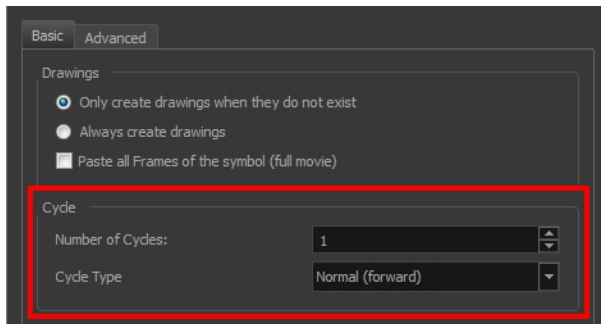 Basic Advanced
Drawings
Only create drawings when they do not exist
Always create drawings
Paste all Frames of the symbol (full movie)
Cycle
Number of Cycles: 1
Cycle Type Normal (forward)